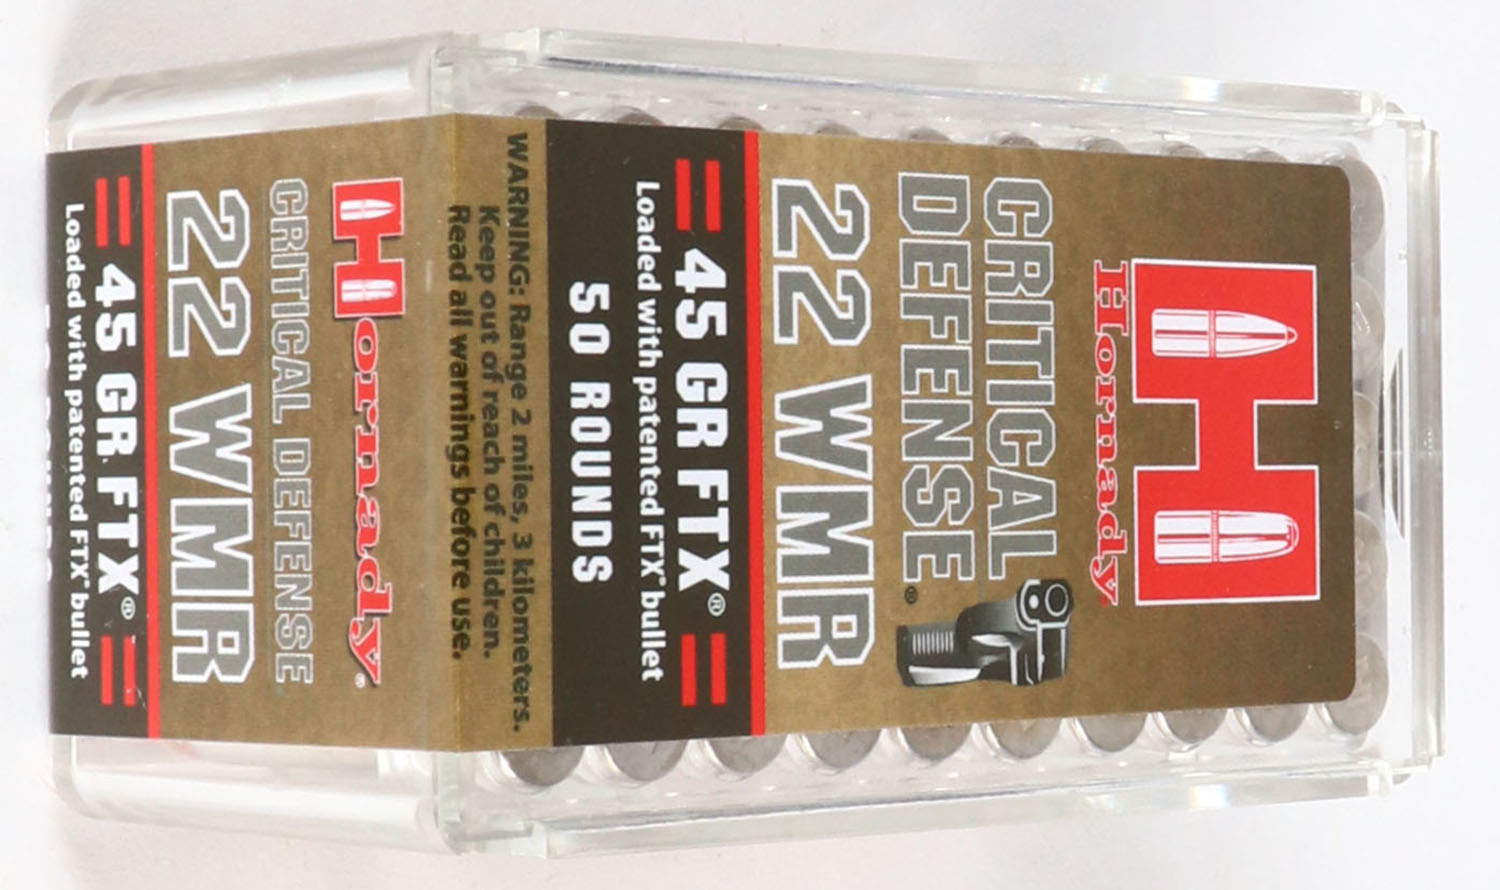 Hornady
CRITICAL
DEFENSE®
22 WMR
45 GR FTX®
Loaded with patented FTX® bullet
50 ROUNDS
WARNING: Range 2 miles, 3 kilometers.
Keep out of reach of children.
Read all warnings before use.
Hornady®
CRITICAL DEFENSE
22 WMR
45 GR FTX®
Loaded with patented FTX® bullet